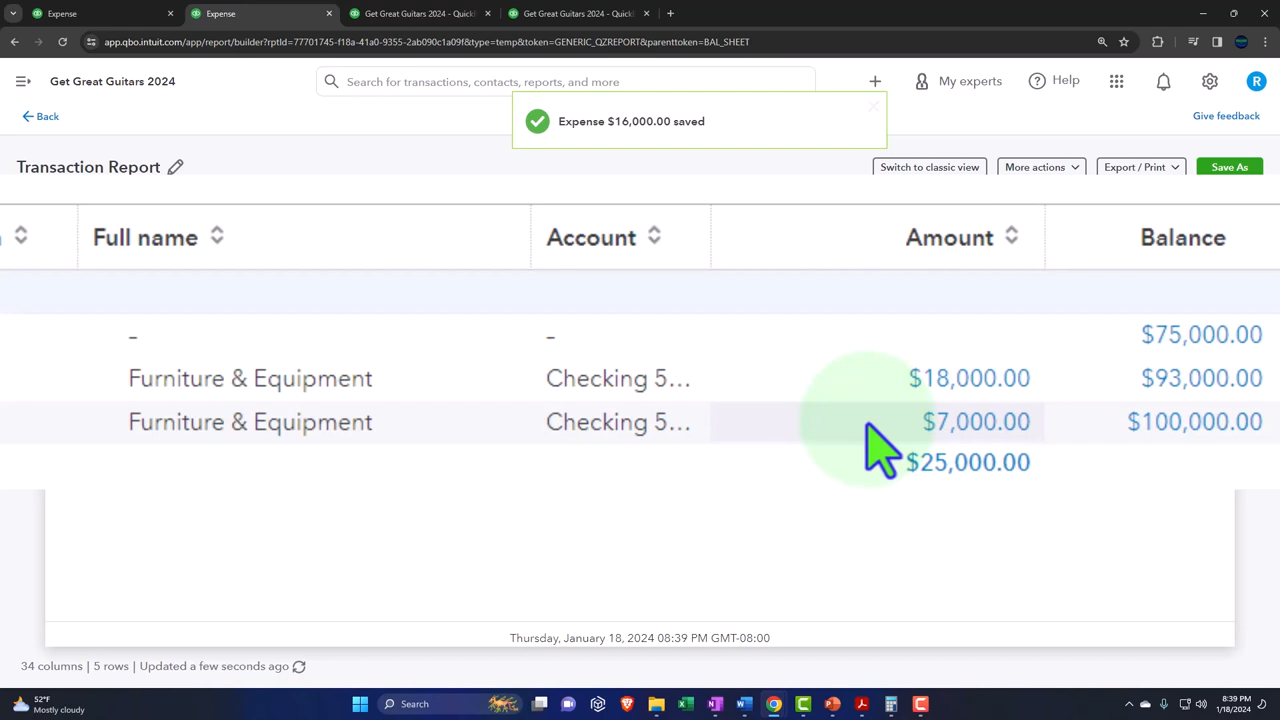 Expense
Expense
Get Great Guitars 2024 - Quick
Get Great Guitars 2024 - Quick
app.qbo.intuit.com/app/report/builder?rptId=77701745-f18a-41a0-9355-2ab090c1a09f&type=temp&token=GENERIC_QZREPORT&parenttoken=BAL_SHEET
Get Great Guitars 2024
Search for transactions, contacts, reports, and more
My experts
Help
R
Back
Expense $16,000.00 saved
Give feedback
Transaction Report
Switch to classic view
More actions
Export / Print
Save As
Full name
Account
Amount
Balance
- - $75,000.00
Furniture & Equipment Checking 5... $18,000.00 $93,000.00
Furniture & Equipment Checking 5... $7,000.00 $100,000.00
$25,000.00
Thursday, January 18, 2024 08:39 PM GMT-08:00
34 columns | 5 rows | Updated a few seconds ago
52°F
Mostly cloudy
Search
8:39 PM
1/18/2024